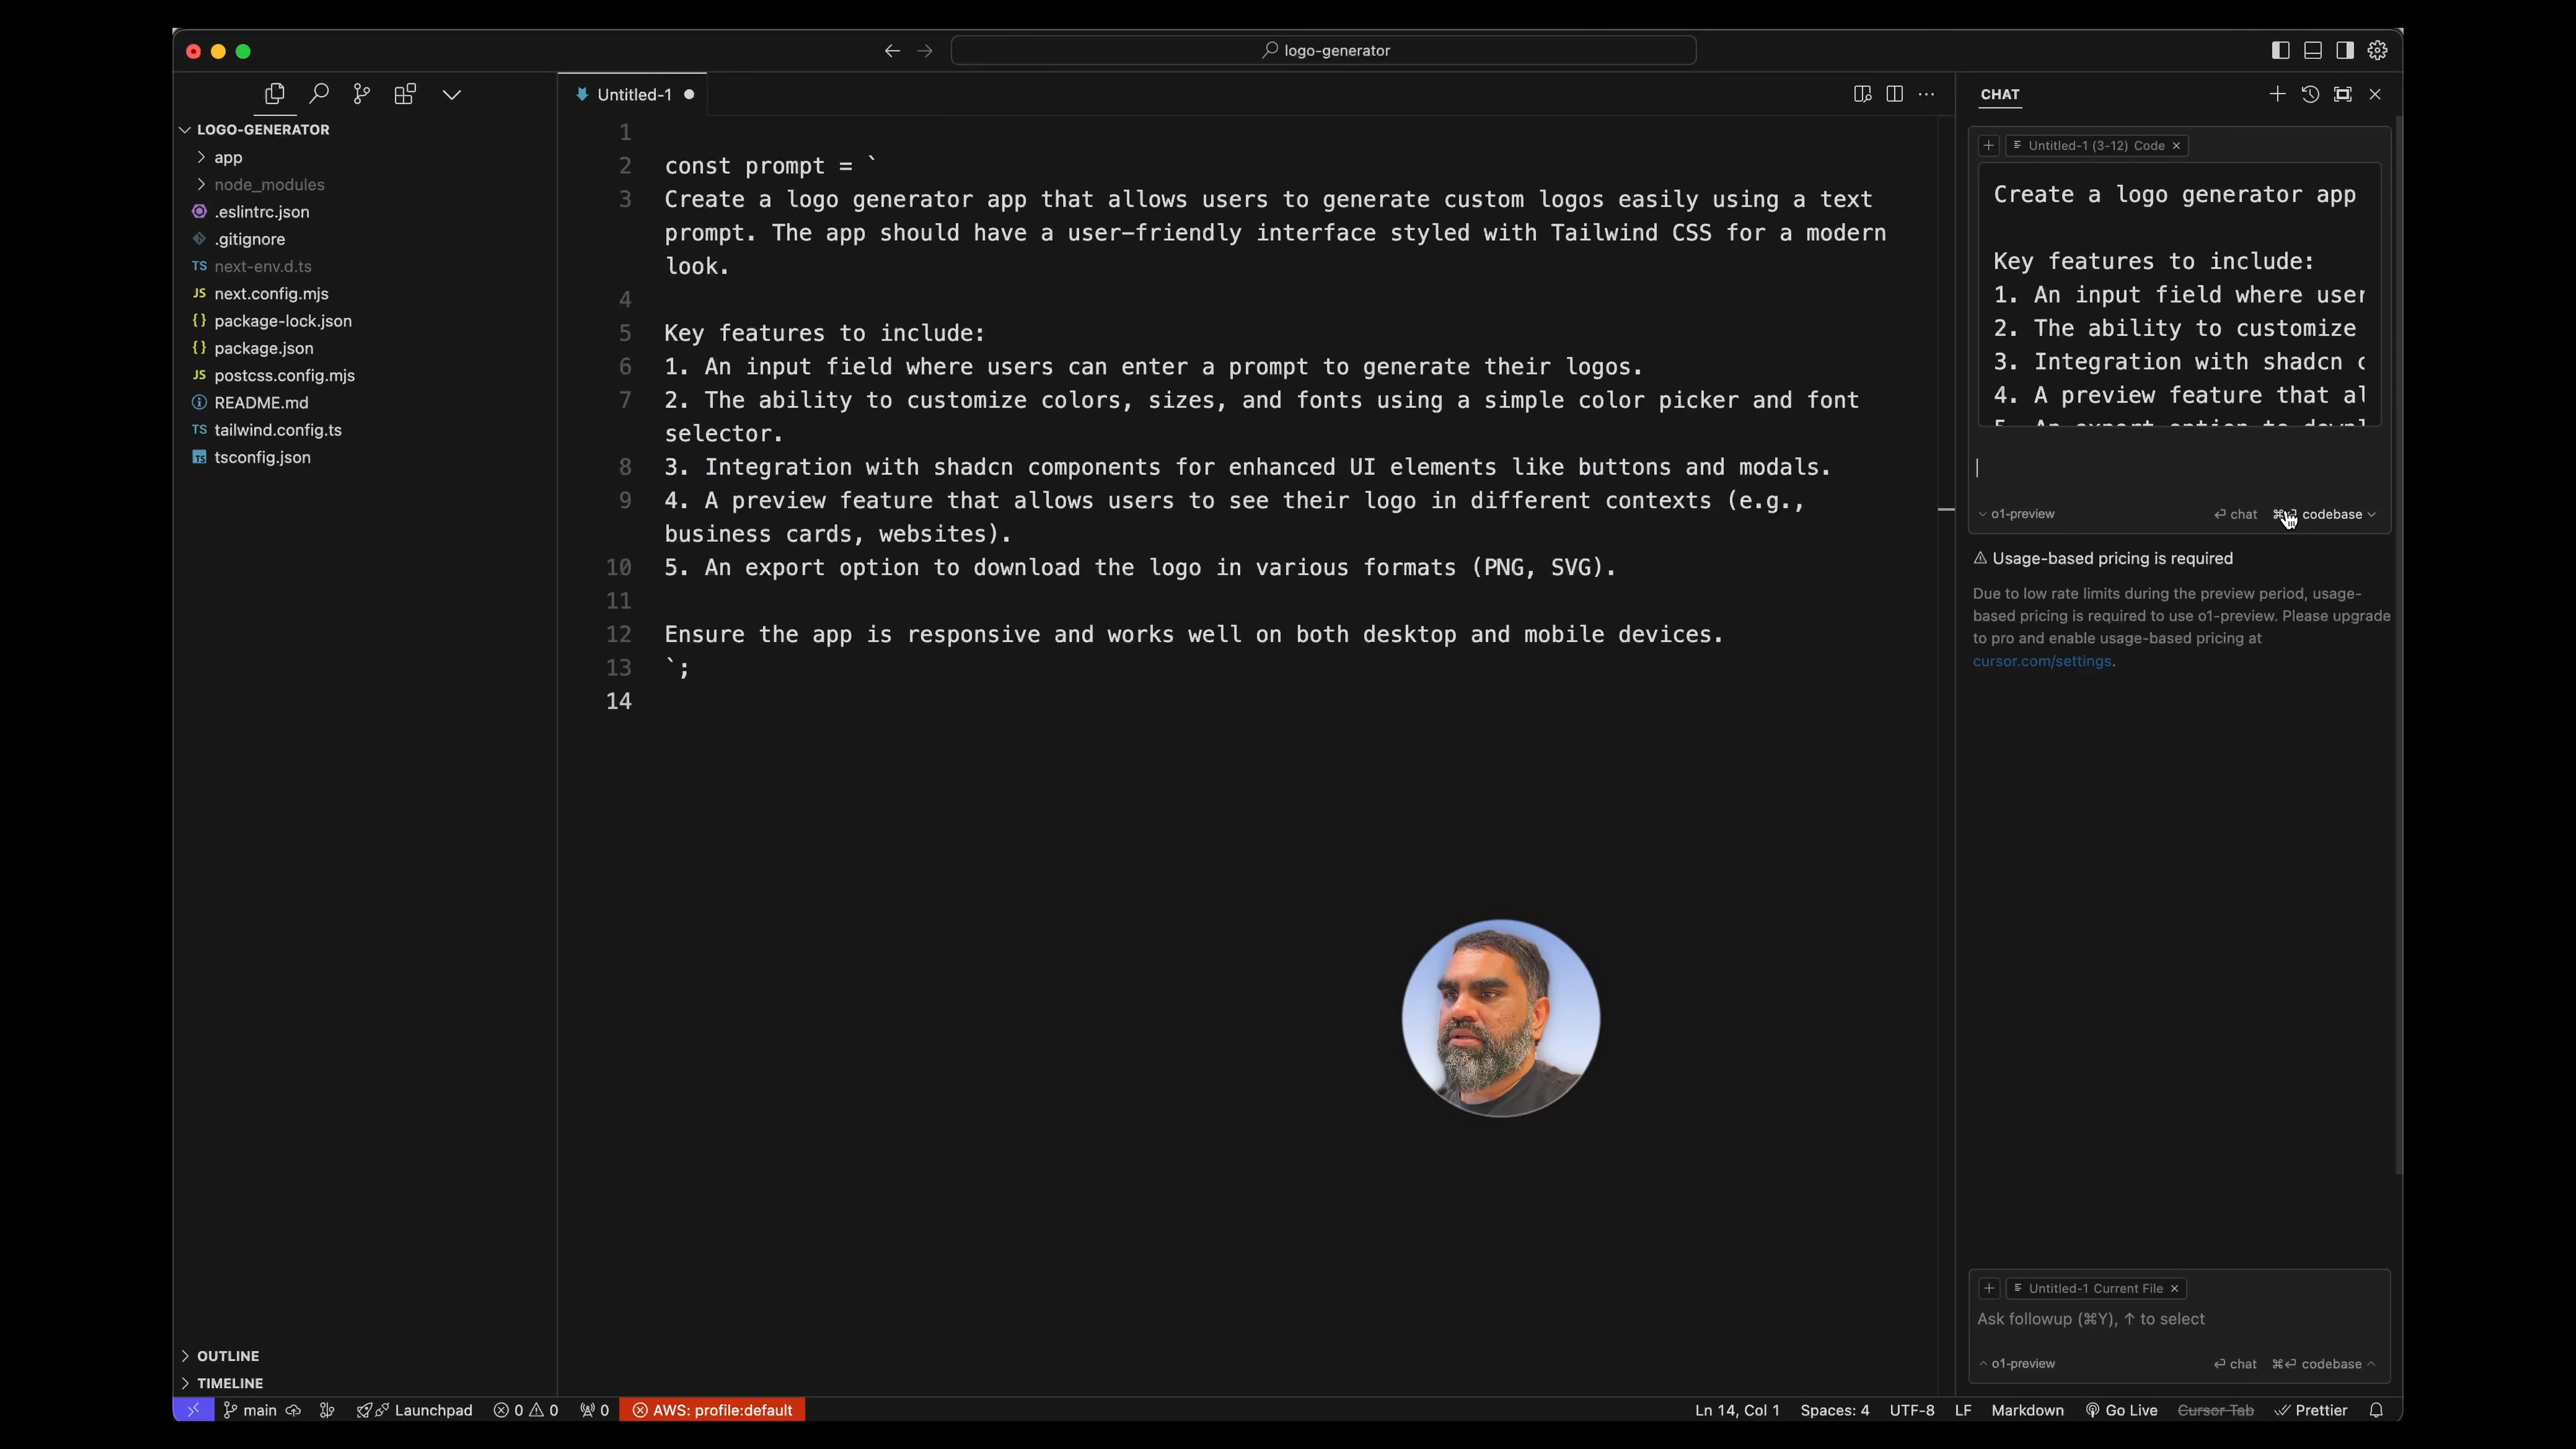 logo-generator
LOGO-GENERATOR
app
node_modules
.eslintrc.json
.gitignore
TS next-env.d.ts
JS next.config.mjs
{} package-lock.json
{} package.json
JS postcss.config.mjs
README.md
TS tailwind.config.ts
TS tsconfig.json
OUTLINE
TIMELINE
Untitled-1
1
2 const prompt = `
3 Create a logo generator app that allows users to generate custom logos easily using a text
prompt. The app should have a user-friendly interface styled with Tailwind CSS for a modern
look.
4
5 Key features to include:
6 1. An input field where users can enter a prompt to generate their logos.
7 2. The ability to customize colors, sizes, and fonts using a simple color picker and font
selector.
8 3. Integration with shadcn components for enhanced UI elements like buttons and modals.
9 4. A preview feature that allows users to see their logo in different contexts (e.g.,
business cards, websites).
10 5. An export option to download the logo in various formats (PNG, SVG).
11
12 Ensure the app is responsive and works well on both desktop and mobile devices.
13 `;
14
CHAT
Untitled-1 (3-12) Code ×
Create a logo generator app
Key features to include:
1. An input field where user
2. The ability to customize
3. Integration with shadcn c
4. A preview feature that al
5. An export option to downl
o1-preview ⏎ chat ⌘⏎ codebase
⚠ Usage-based pricing is required
Due to low rate limits during the preview period, usage-
based pricing is required to use o1-preview. Please upgrade
to pro and enable usage-based pricing at
cursor.com/settings.
Untitled-1 Current File ×
Ask followup (⌘Y), ↑ to select
o1-preview ⏎ chat ⌘⏎ codebase
main Launchpad 0 0 0 AWS: profile:default Ln 14, Col 1 Spaces: 4 UTF-8 LF Markdown Go Live Cursor Tab Prettier